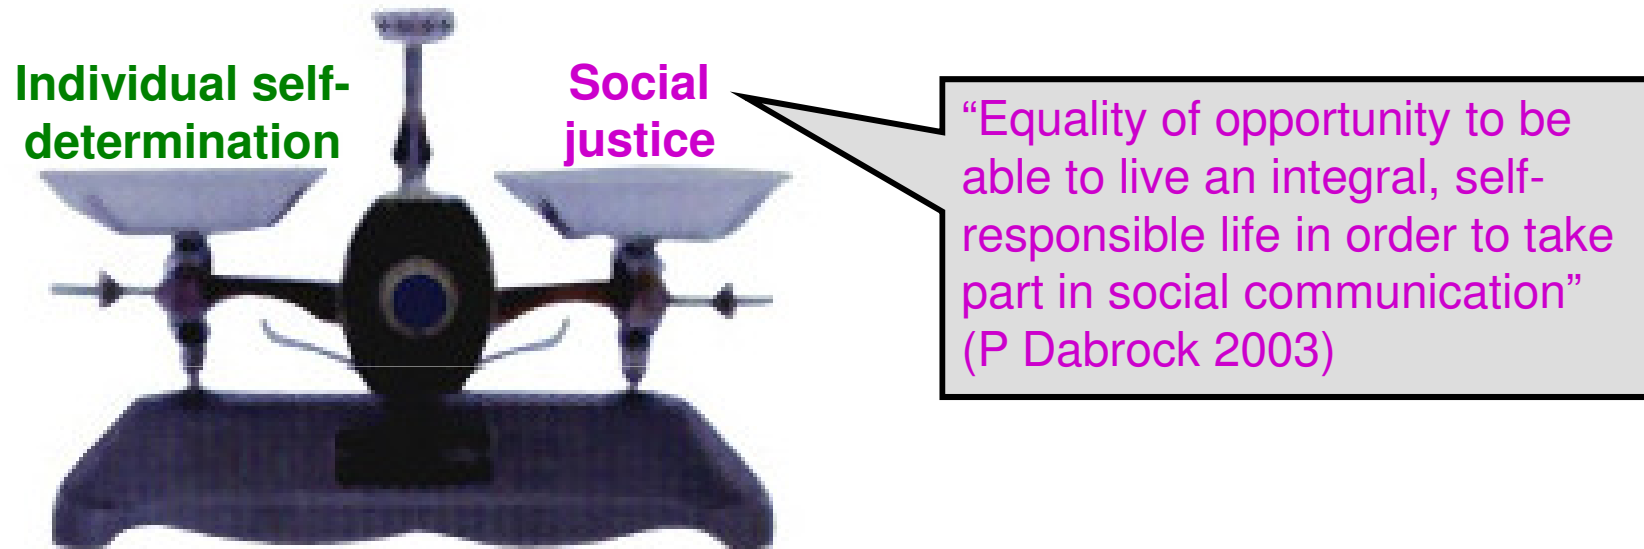 Individual self-
determination
Social
justice
“Equality of opportunity to be
able to live an integral, self-
responsible life in order to take
part in social communication”
(P Dabrock 2003)